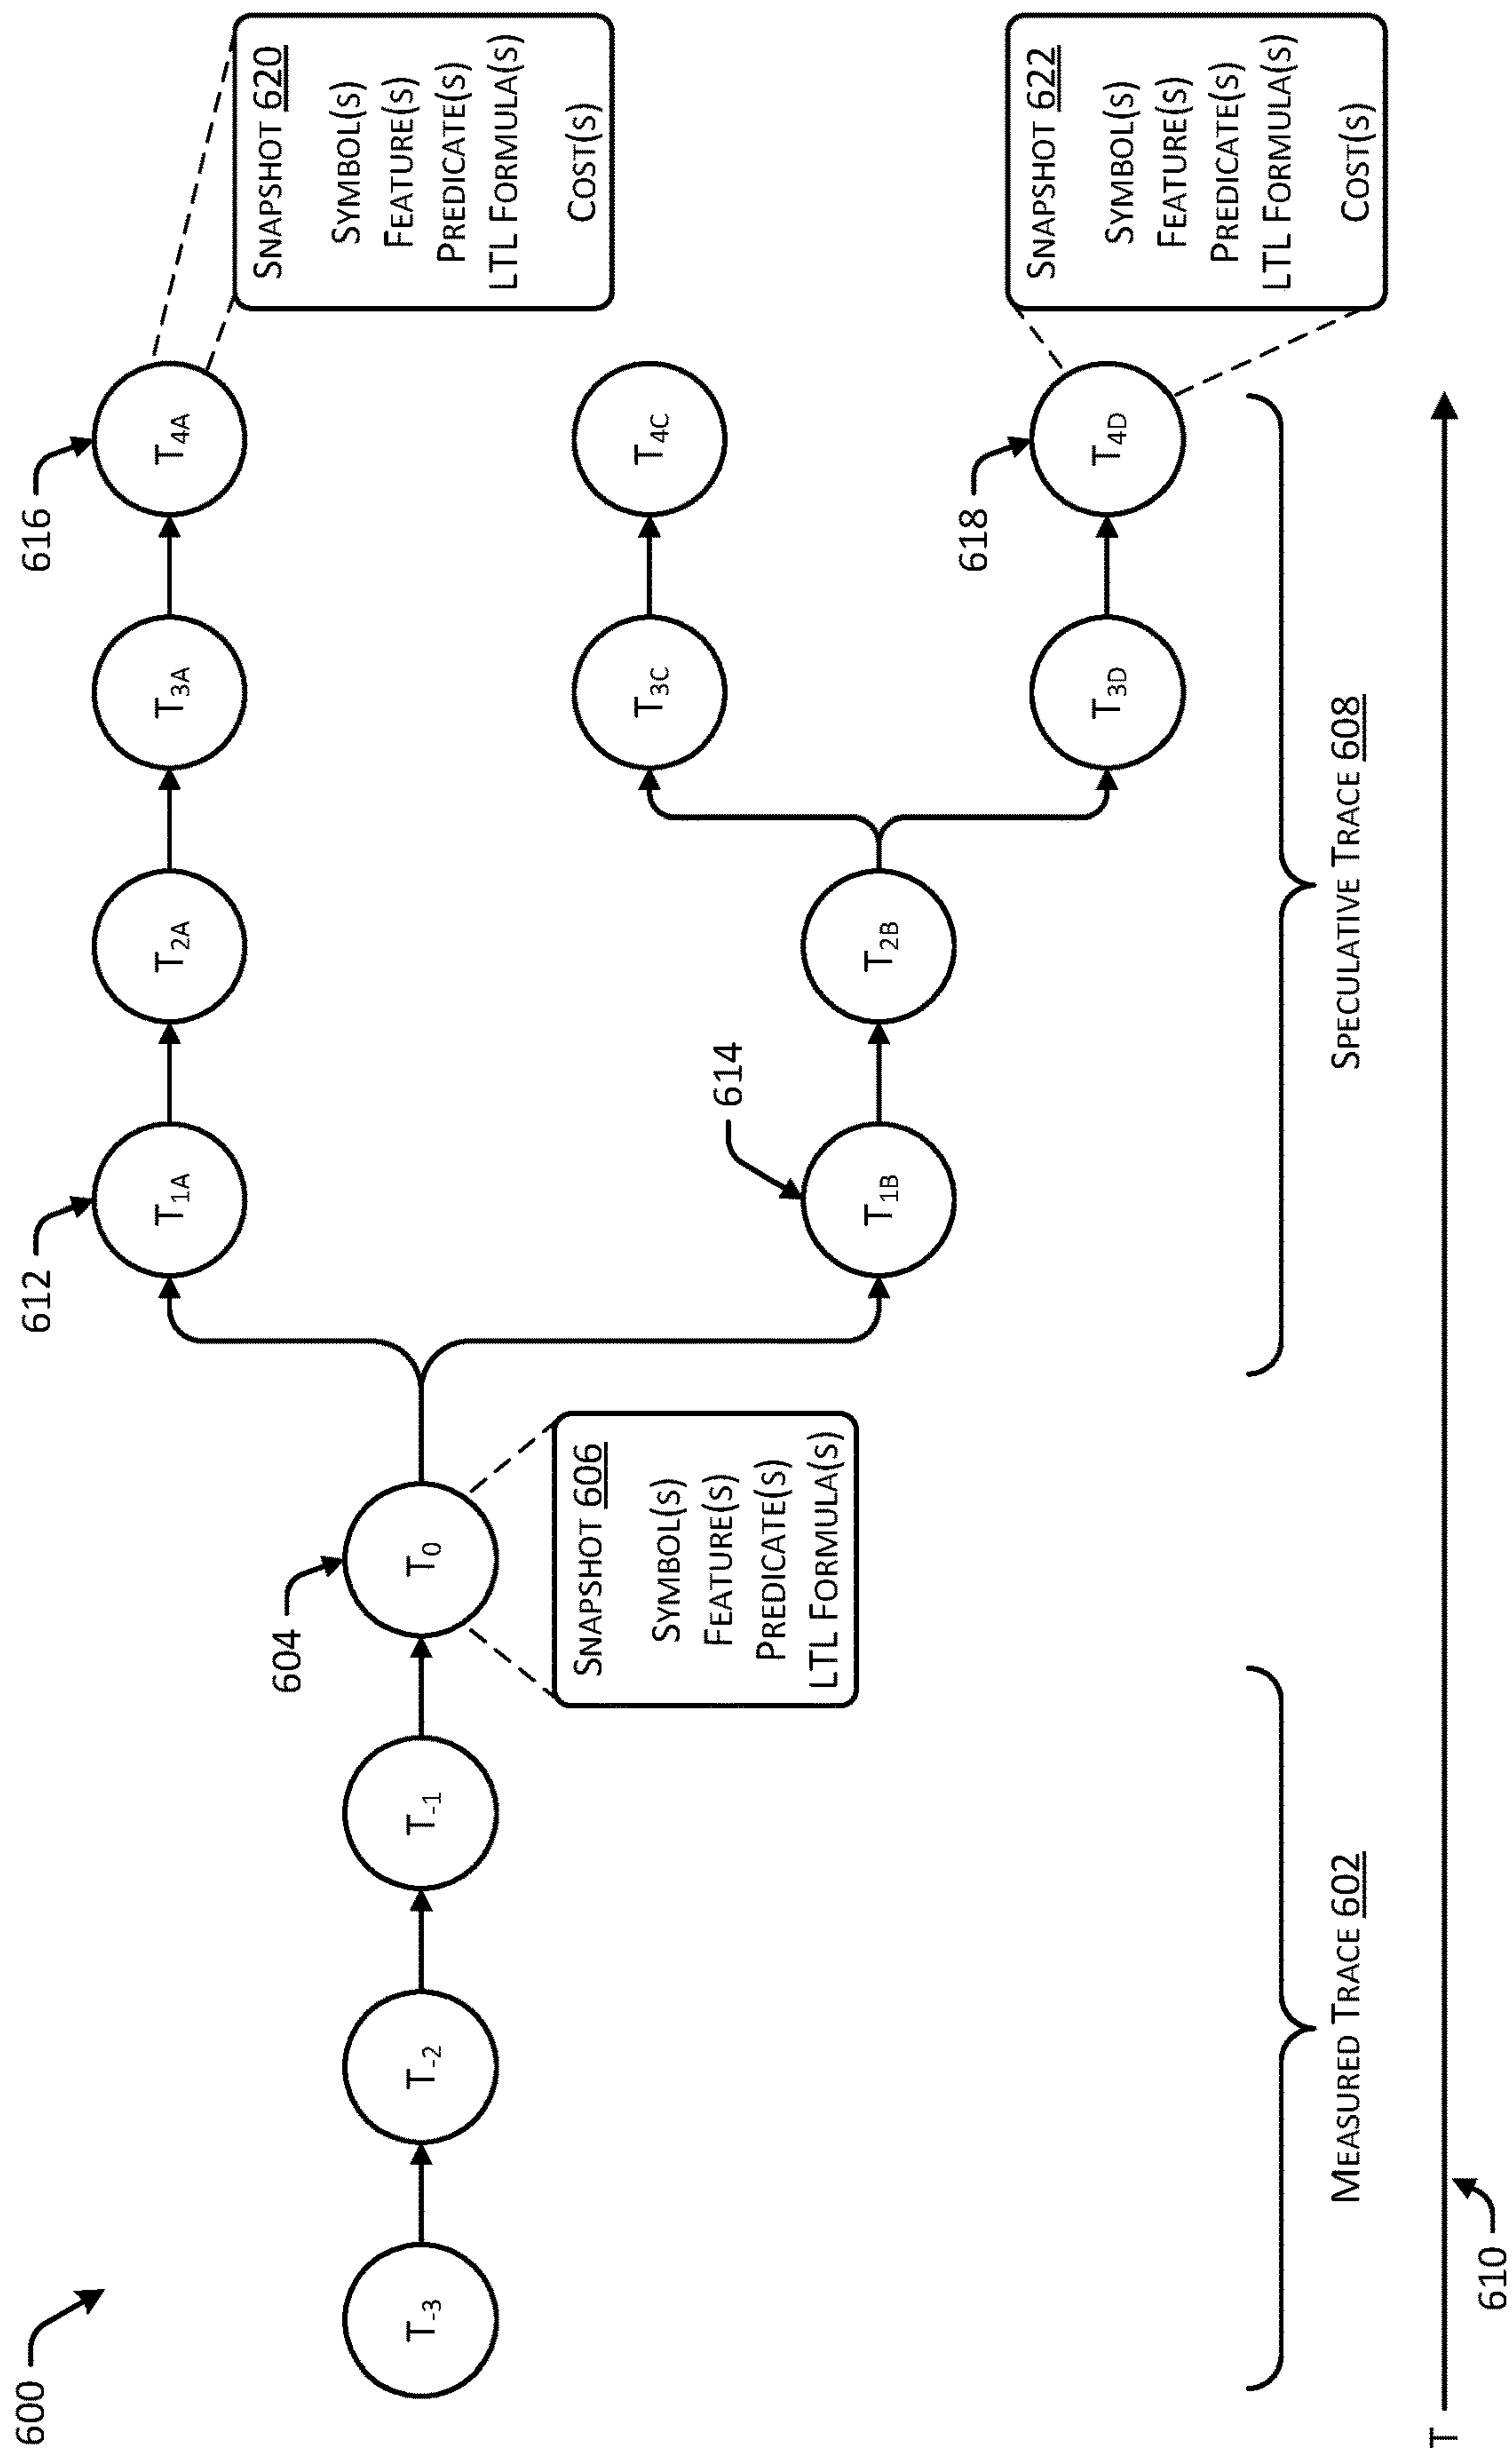 600
612
T1A
T2A
T3A
616
T4A
SNAPSHOT 620
SYMBOL(S)
FEATURE(S)
PREDICATE(S)
LTL FORMULA(S)
COST(S)
T-3
T-2
T-1
604
T0
SNAPSHOT 606
SYMBOL(S)
FEATURE(S)
PREDICATE(S)
LTL FORMULA(S)
T3C
T4C
614
T1B
T2B
T3D
618
T4D
SNAPSHOT 622
SYMBOL(S)
FEATURE(S)
PREDICATE(S)
LTL FORMULA(S)
COST(S)
MEASURED TRACE 602
SPECULATIVE TRACE 608
T
610